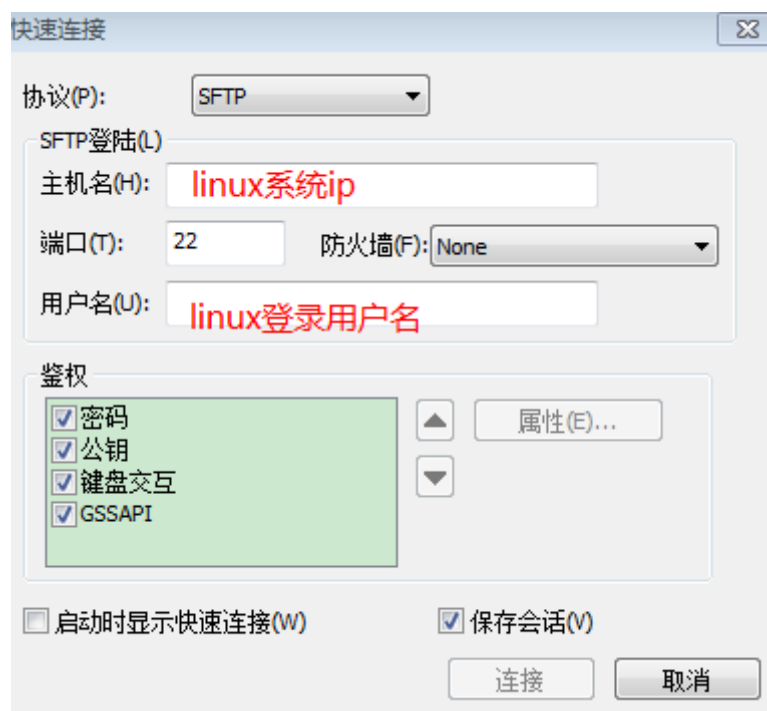 快速连接
协议(P): SFTP
SFTP登陆(L)
主机名(H): linux系统ip
端口(T): 22 防火墙(F): None
用户名(U): linux登录用户名
鉴权
密码
公钥 属性(E)...
键盘交互
GSSAPI
启动时显示快速连接(W) 保存会话(V)
连接 取消